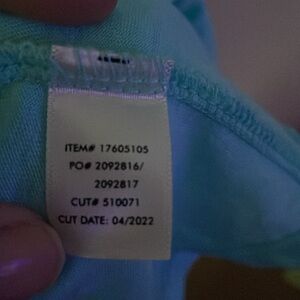 ITEM# 17605105
PO# 2092816/
2092817
CUT# 510071
CUT DATE: 04/2022